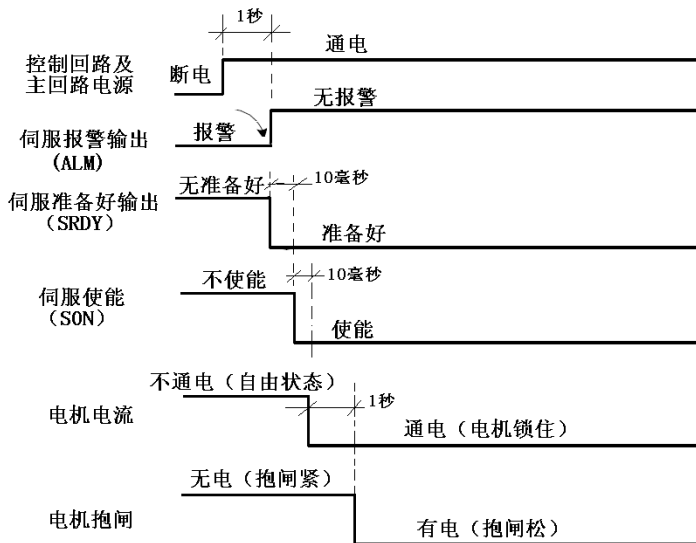 1秒
通电
控制回路及
主回路电源
断电
无报警
伺服报警输出
(ALM)
报警
无准备好
10毫秒
伺服准备好输出
（SRDY）
准备好
不使能
10毫秒
伺服使能
（SON）
使能
不通电（自由状态）
1秒
电机电流
通电（电机锁住）
无电（抱闸紧）
电机抱闸
有电（抱闸松）